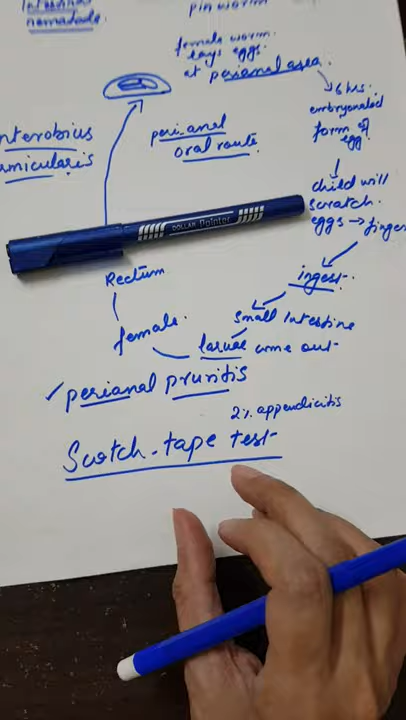 Intestinal
nematode.
pinworm
female worm
lays eggs.
at perianal area.
6 hrs.
embryonated
form of
egg
Enterobius
vermicularis
perianal
oral route
child will
scratch.
eggs → finger
DOLLAR Pointer
ingest.
Rectum
small Intestine
female.
larvae come out
✓ perianal pruritis
2% appendicitis
Scotch-tape test